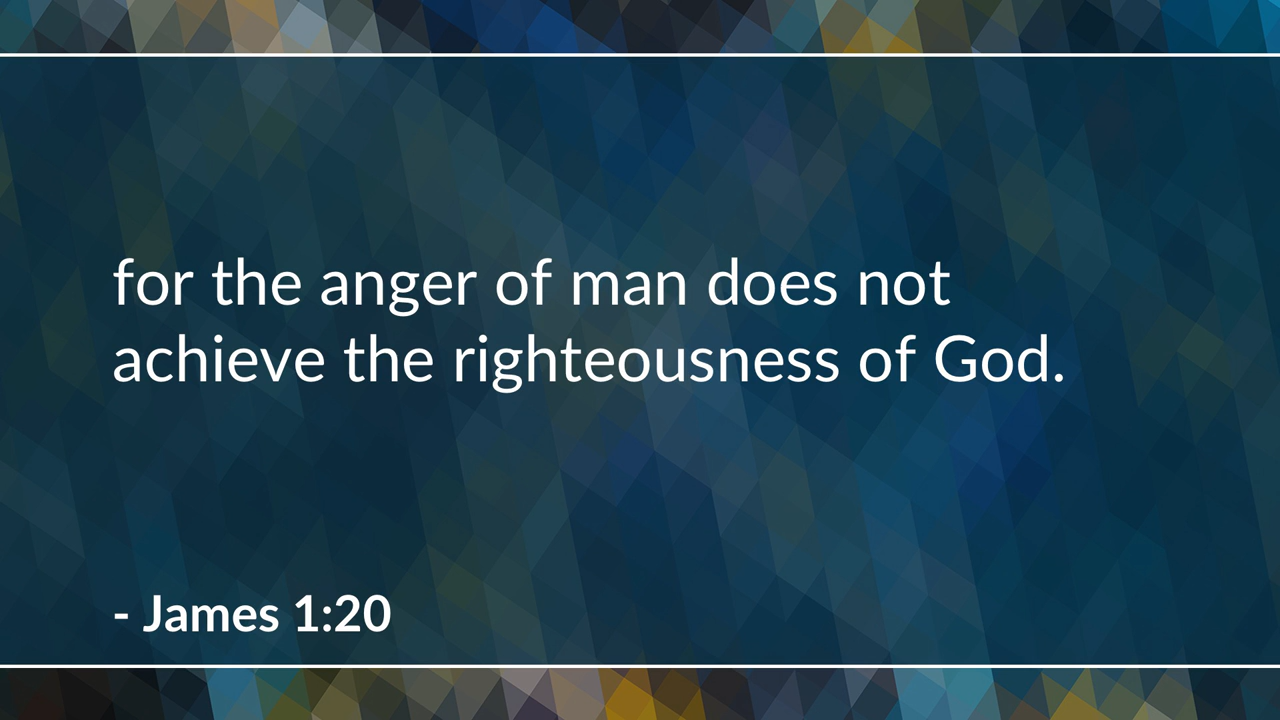 for the anger of man does not
achieve the righteousness of God.
- James 1:20